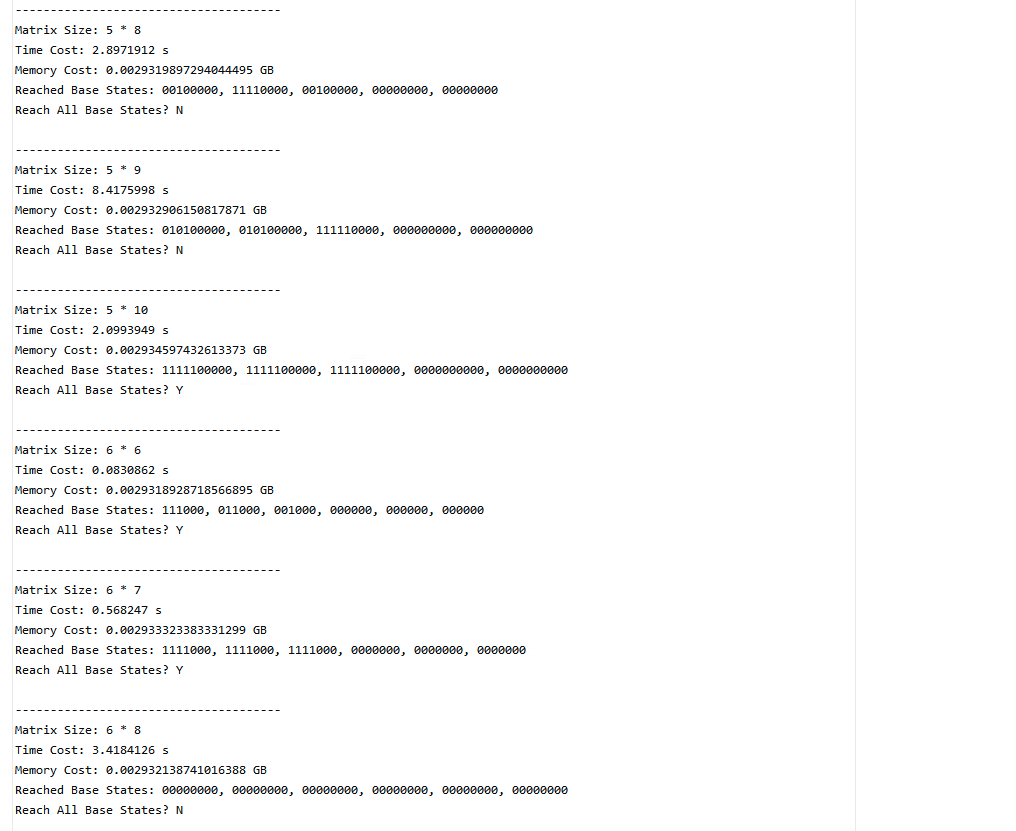 --------------------------------------
Matrix Size: 5 * 8
Time Cost: 2.8971912 s
Memory Cost: 0.0029319897294044495 GB
Reached Base States: 00100000, 11110000, 00100000, 00000000, 00000000
Reach All Base States? N
--------------------------------------
Matrix Size: 5 * 9
Time Cost: 8.4175998 s
Memory Cost: 0.002932906150817871 GB
Reached Base States: 010100000, 010100000, 111110000, 000000000, 000000000
Reach All Base States? N
--------------------------------------
Matrix Size: 5 * 10
Time Cost: 2.0993949 s
Memory Cost: 0.002934597432613373 GB
Reached Base States: 1111100000, 1111100000, 1111100000, 0000000000, 0000000000
Reach All Base States? Y
--------------------------------------
Matrix Size: 6 * 6
Time Cost: 0.0830862 s
Memory Cost: 0.0029318928718566895 GB
Reached Base States: 111000, 011000, 001000, 000000, 000000, 000000
Reach All Base States? Y
--------------------------------------
Matrix Size: 6 * 7
Time Cost: 0.568247 s
Memory Cost: 0.002933323383331299 GB
Reached Base States: 1111000, 1111000, 1111000, 0000000, 0000000, 0000000
Reach All Base States? Y
--------------------------------------
Matrix Size: 6 * 8
Time Cost: 3.4184126 s
Memory Cost: 0.002932138741016388 GB
Reached Base States: 00000000, 00000000, 00000000, 00000000, 00000000, 00000000
Reach All Base States? N